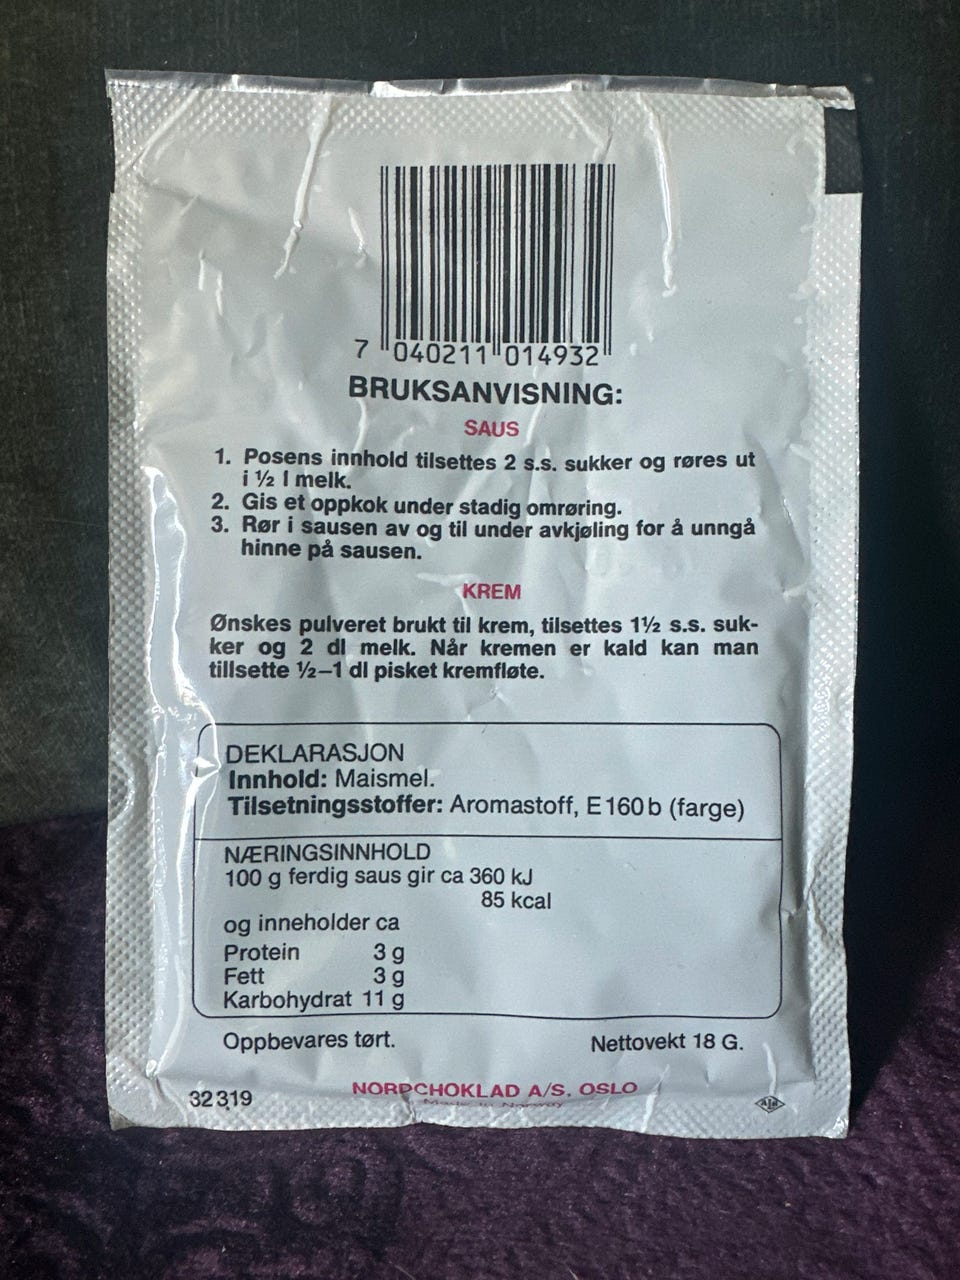 7 040211 014932
BRUKSANVISNING:
SAUS
1. Posens innhold tilsettes 2 s.s. sukker og røres ut
i ½ l melk.
2. Gis et oppkok under stadig omrøring.
3. Rør i sausen av og til under avkjøling for å unngå
hinne på sausen.
KREM
Ønskes pulveret brukt til krem, tilsettes 1½ s.s. suk-
ker og 2 dl melk. Når kremen er kald kan man
tillsette ½–1 dl pisket kremfløte.
DEKLARASJON
Innhold: Maismel.
Tilsetningsstoffer: Aromastoff, E 160 b (farge)
NÆRINGSINNHOLD
100 g ferdig saus gir ca 360 kJ
85 kcal
og inneholder ca
Protein 3 g
Fett 3 g
Karbohydrat 11 g
Oppbevares tørt. Nettovekt 18 G.
32319 NORDCHOKLAD A/S, OSLO
Made in Norway